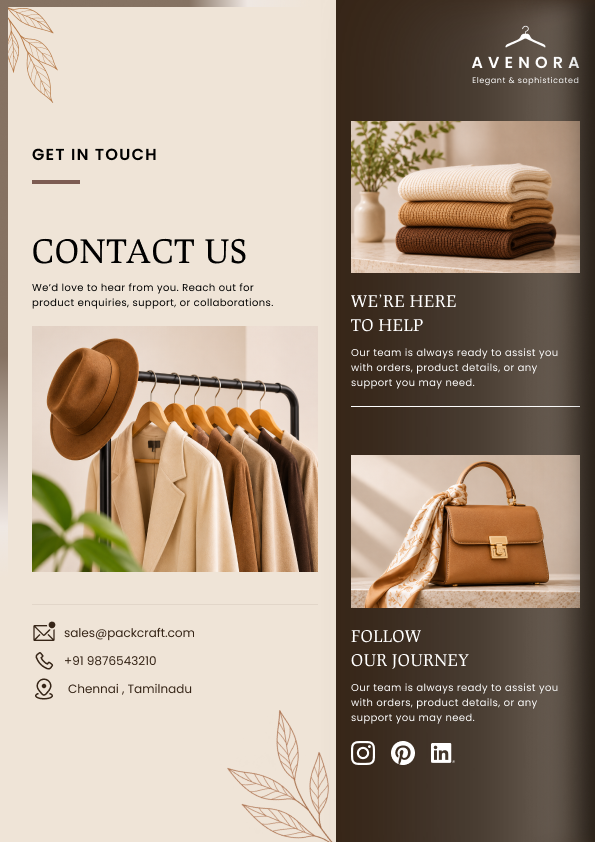 GET IN TOUCH
CONTACT US
We'd love to hear from you. Reach out for
product enquiries, support, or collaborations.
sales@packcraft.com
+91 9876543210
Chennai , Tamilnadu
AVENORA
Elegant & sophisticated
WE'RE HERE
TO HELP
Our team is always ready to assist you
with orders, product details, or any
support you may need.
FOLLOW
OUR JOURNEY
Our team is always ready to assist you
with orders, product details, or any
support you may need.